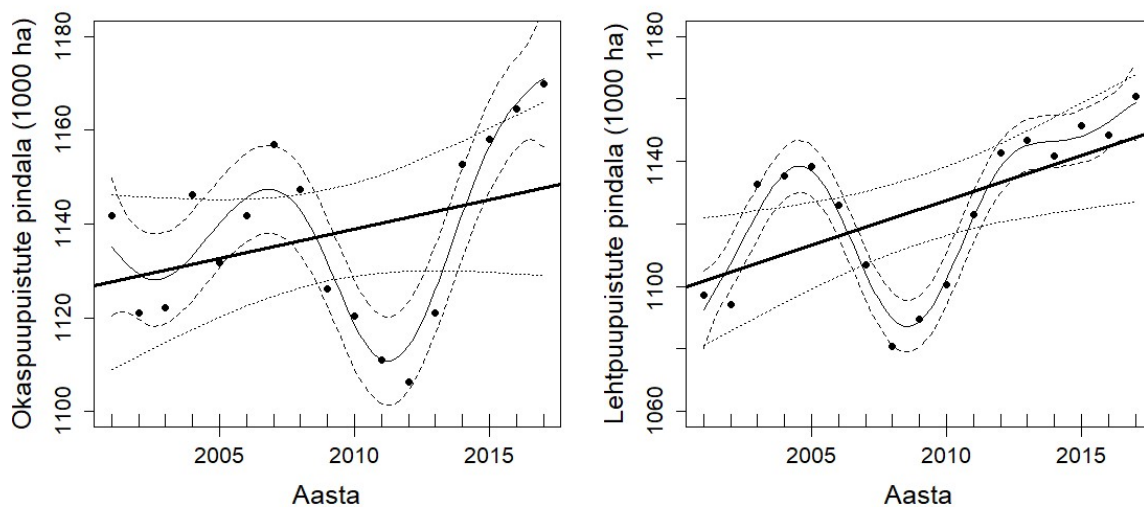 Okaspuupuistute pindala (1000 ha)
1180
1160
1140
1120
1100
2005 2010 2015
Aasta
Lehtpuupuistute pindala (1000 ha)
1180
1140
1100
1060
2005 2010 2015
Aasta